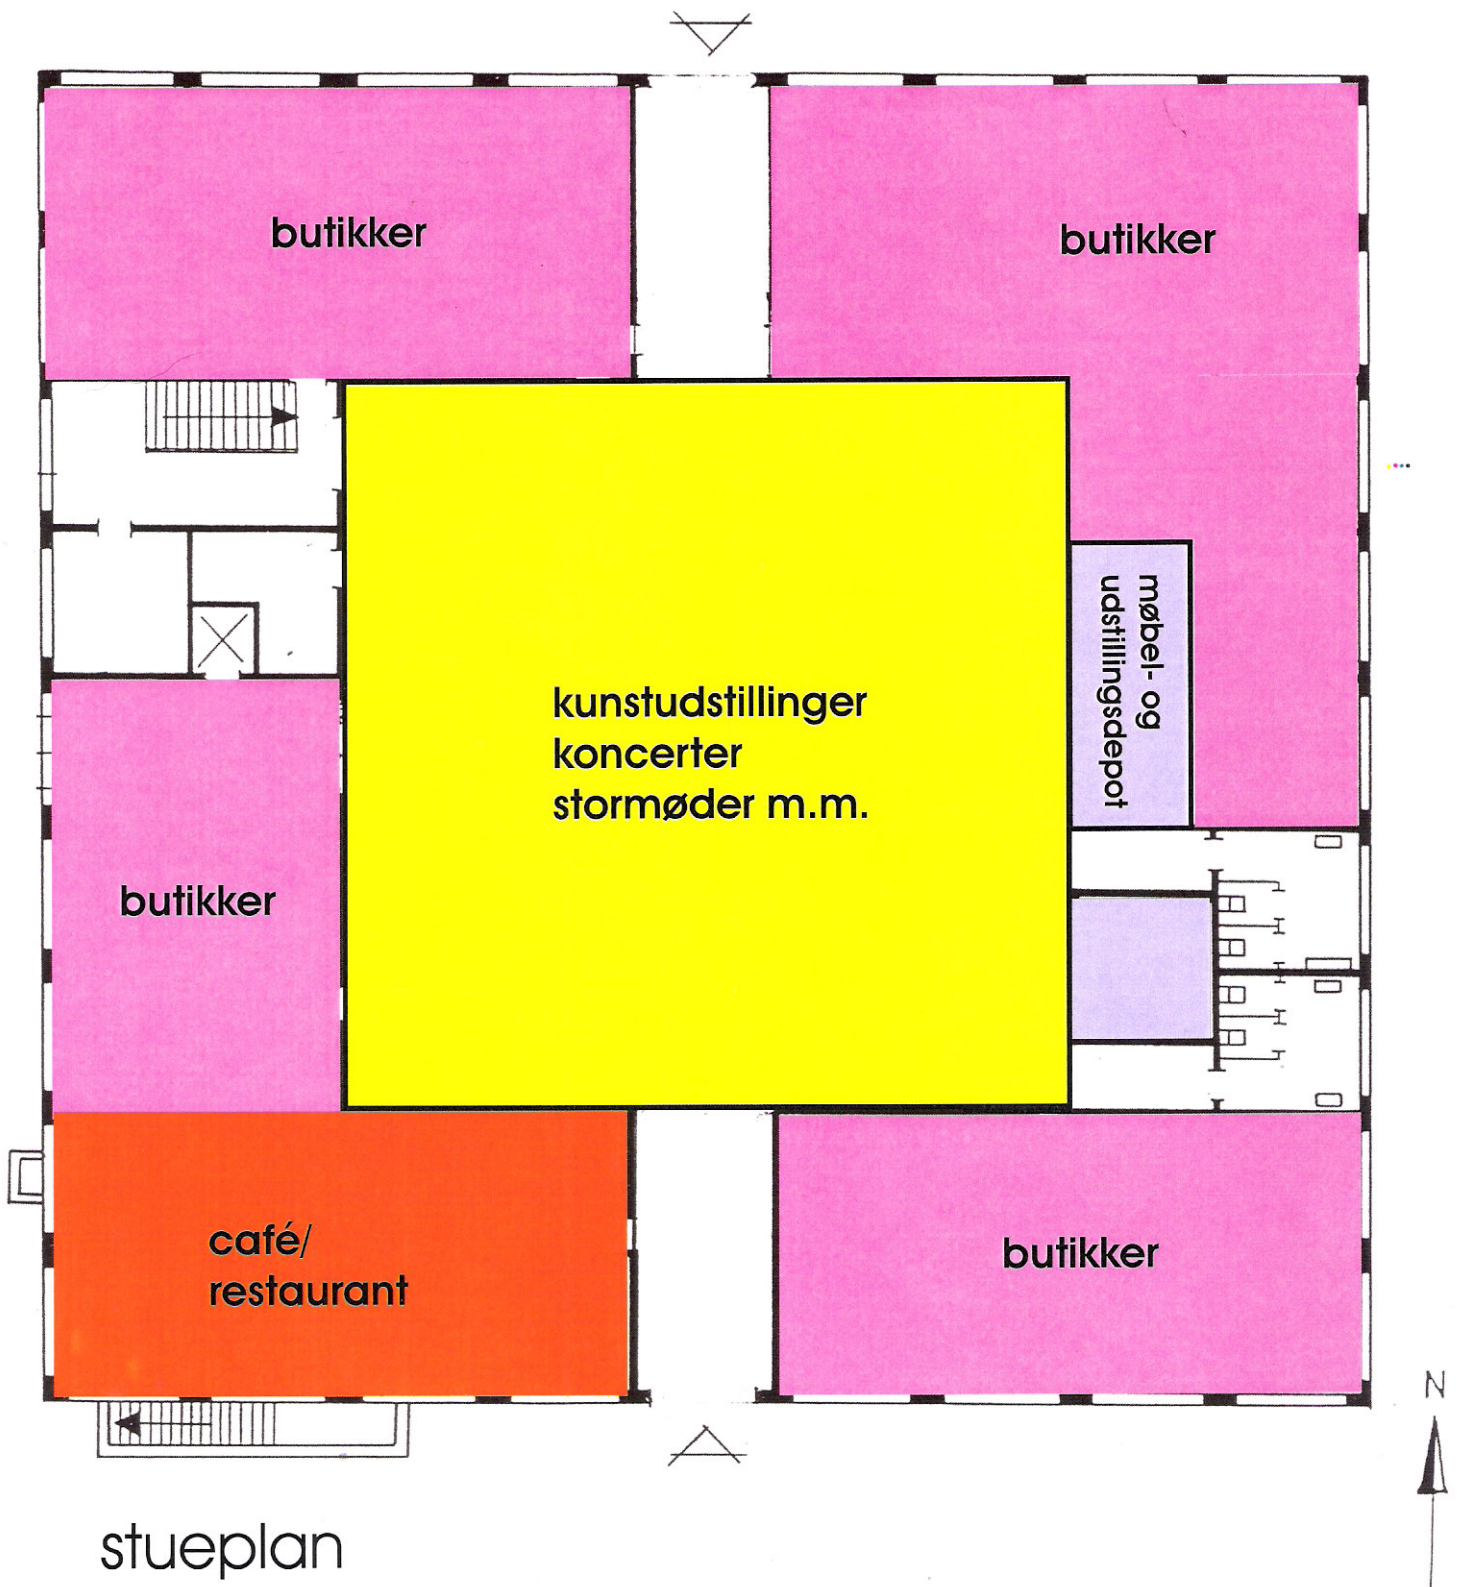 butikker
butikker
møbel- og
udstillingsdepot
kunstudstillinger
koncerter
stormøder m.m.
butikker
café/
restaurant
butikker
N
stueplan